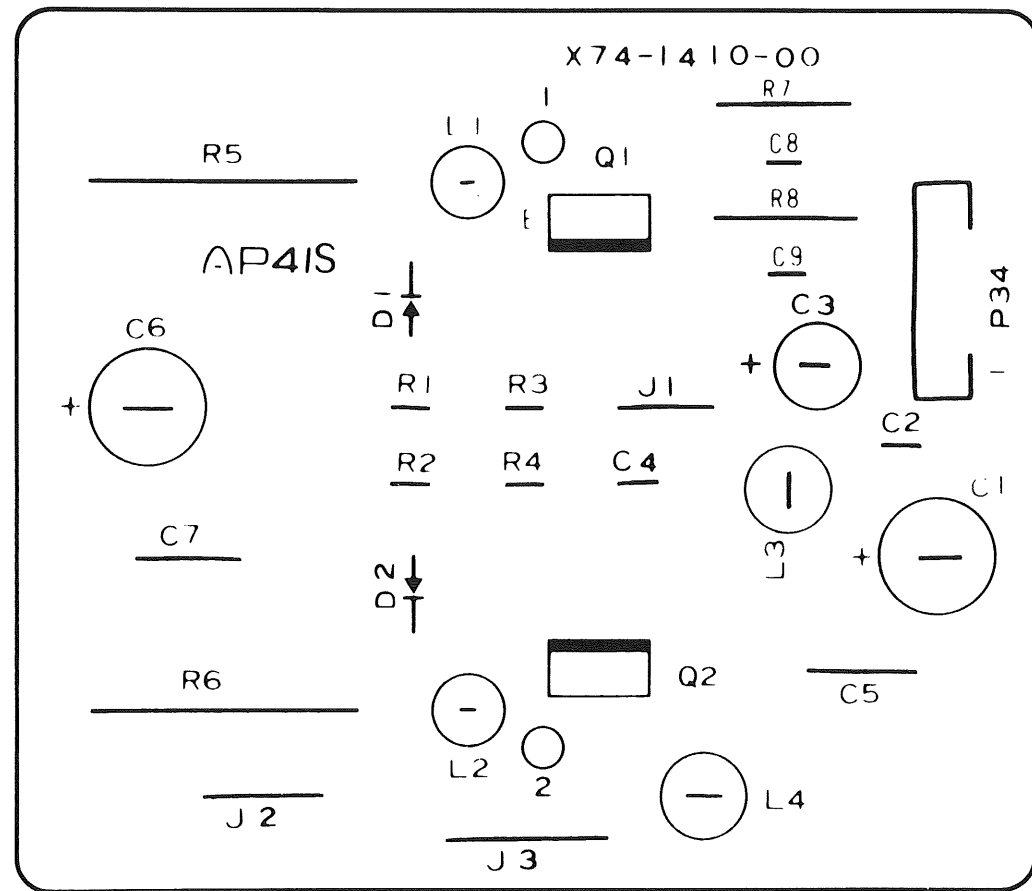 X74-1410-00
R7
1
L1
C8
R5
Q1
R8
E
AP41S
C9
D1
C3
P34
C6
+
1
R1
R3
J1
+
C2
R2
R4
C4
C1
C7
L3
+
D2
R6
Q2
C5
L2
2
L4
J2
J3